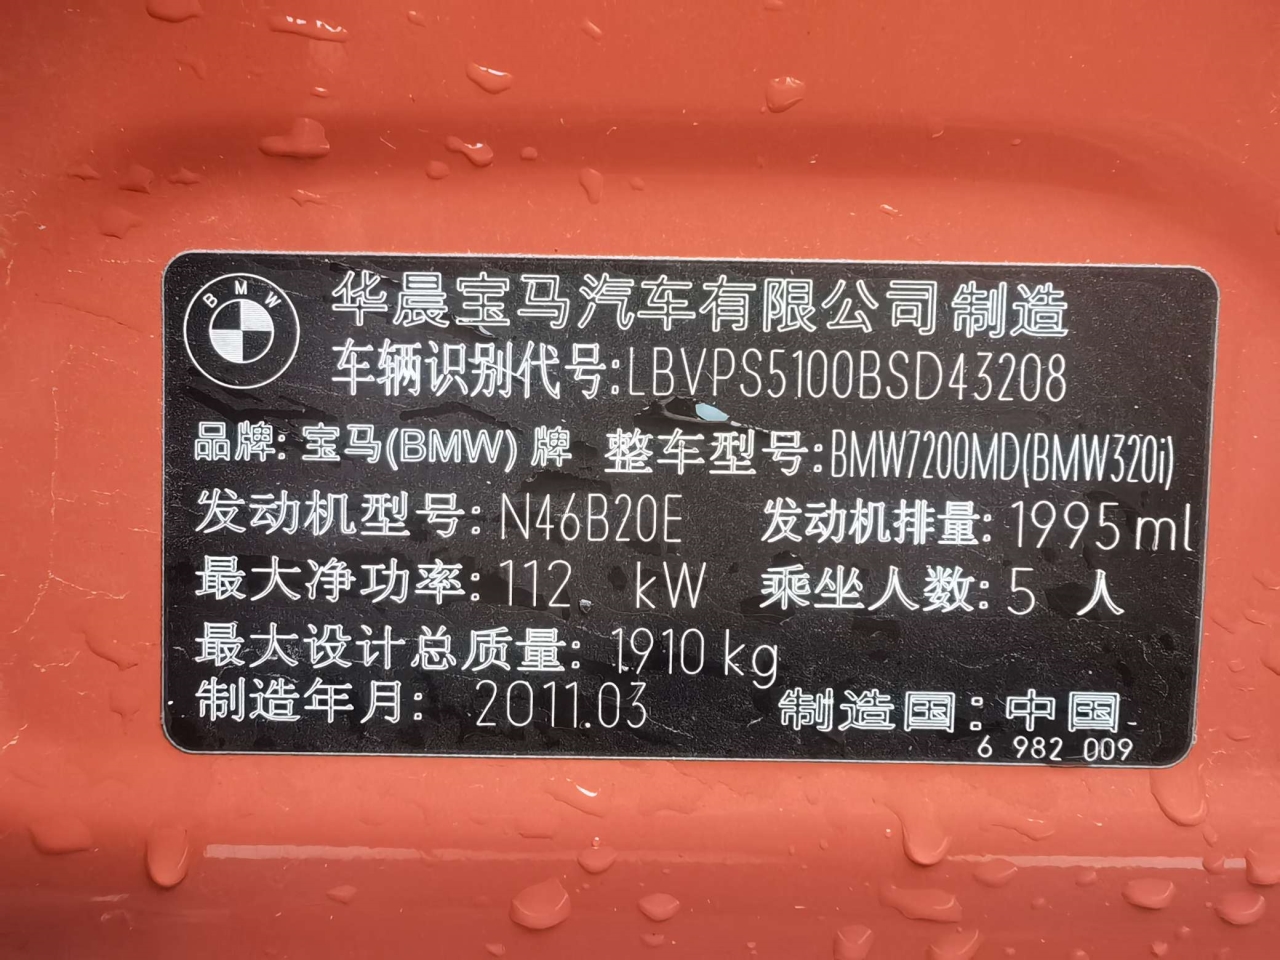 BMW
华晨宝马汽车有限公司制造
车辆识别代号:LBVPS5100BSD43208
品牌: 宝马(BMW) 牌 整车型号:BMW7200MD(BMW320i)
发动机型号: N46B20E 发动机排量: 1995 ml
最大净功率: 112 kW 乘坐人数: 5 人
最大设计总质量: 1910 kg
制造年月: 2011.03 制造国: 中国
6 982 009